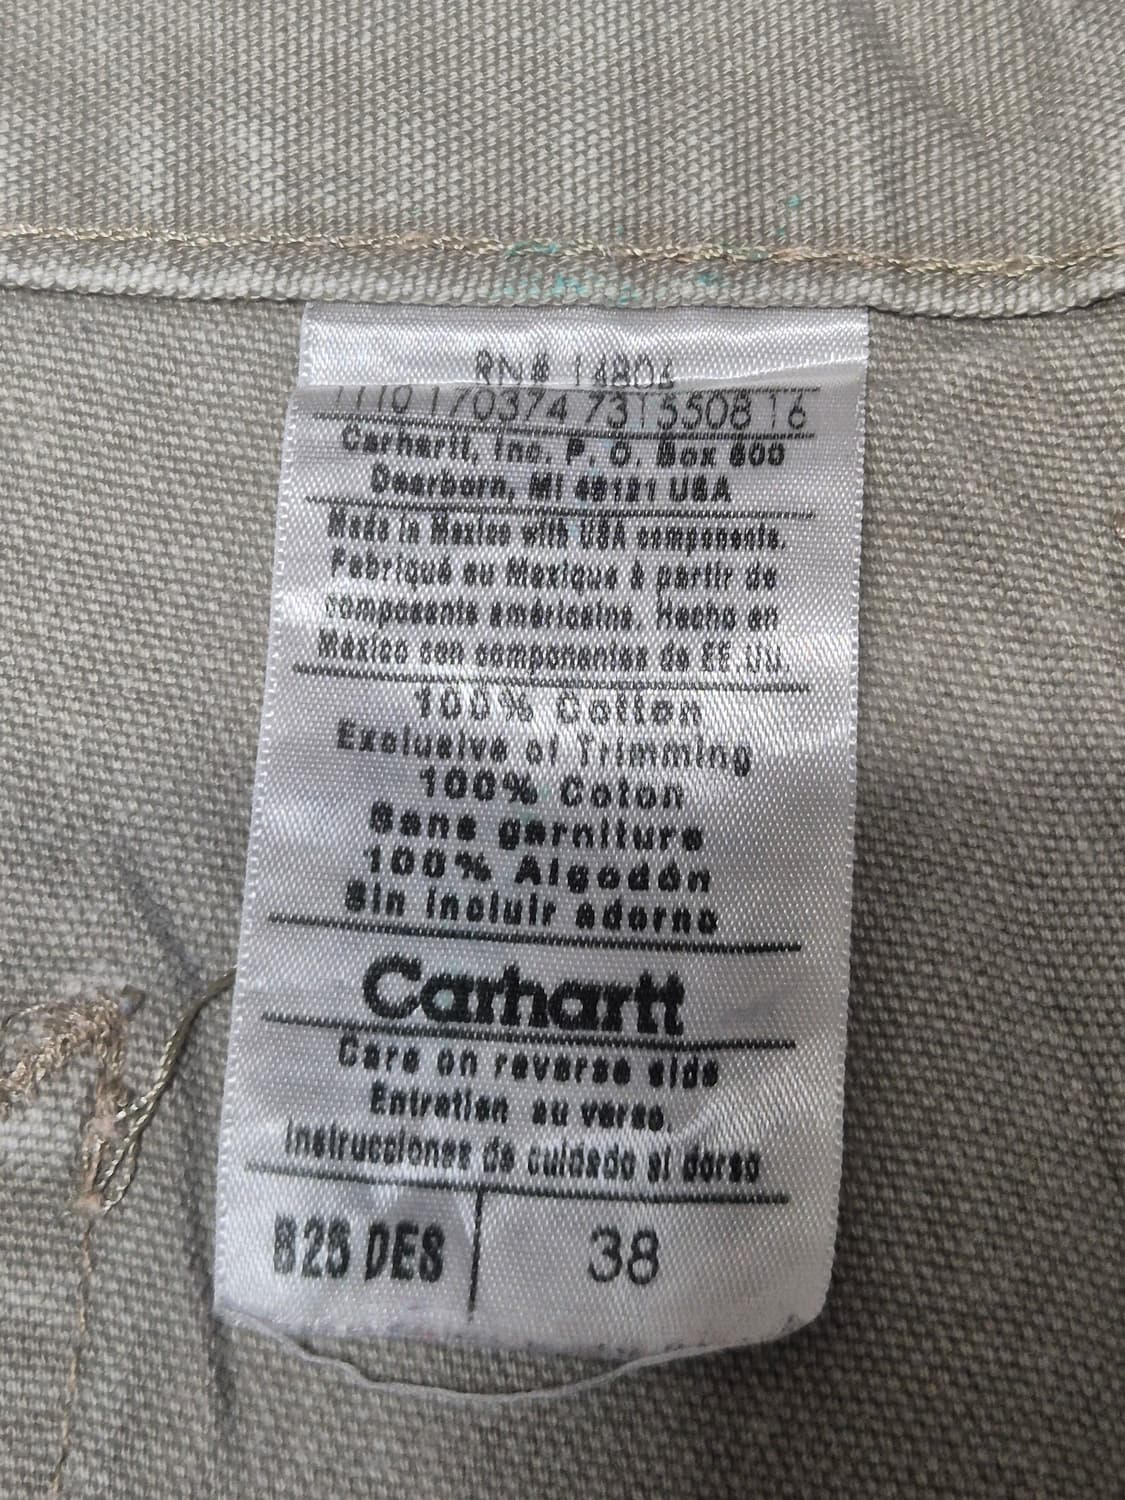 RN# 14806
1110 170374 7315508 16
Carhartt, Inc. P. O. Box 600
Dearborn, MI 48121 USA
Made in Mexico with USA components.
Fabriqué au Mexique à partir de
composants américains. Hecho en
México con componentes de EE.UU.
100% Cotton
Exclusive of Trimming
100% Coton
Sans garniture
100% Algodón
Sin incluir adorno
Carhartt
Care on reverse side
Entretien au verso.
Instrucciones de cuidado al dorso
B25 DES 38